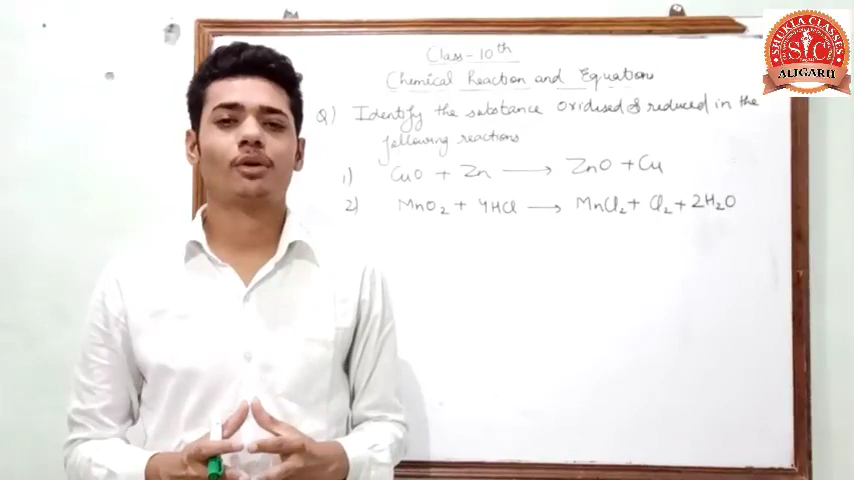 Class-10th
Chemical Reaction and Equation
Q) Identify the substance oxidised & reduced in the
following reactions
1) CuO + Zn ⟶ ZnO + Cu
2) MnO₂ + 4HCl ⟶ MnCl₂ + Cl₂ + 2H₂O
SHUKLA CLASSES
SC
ALIGARH